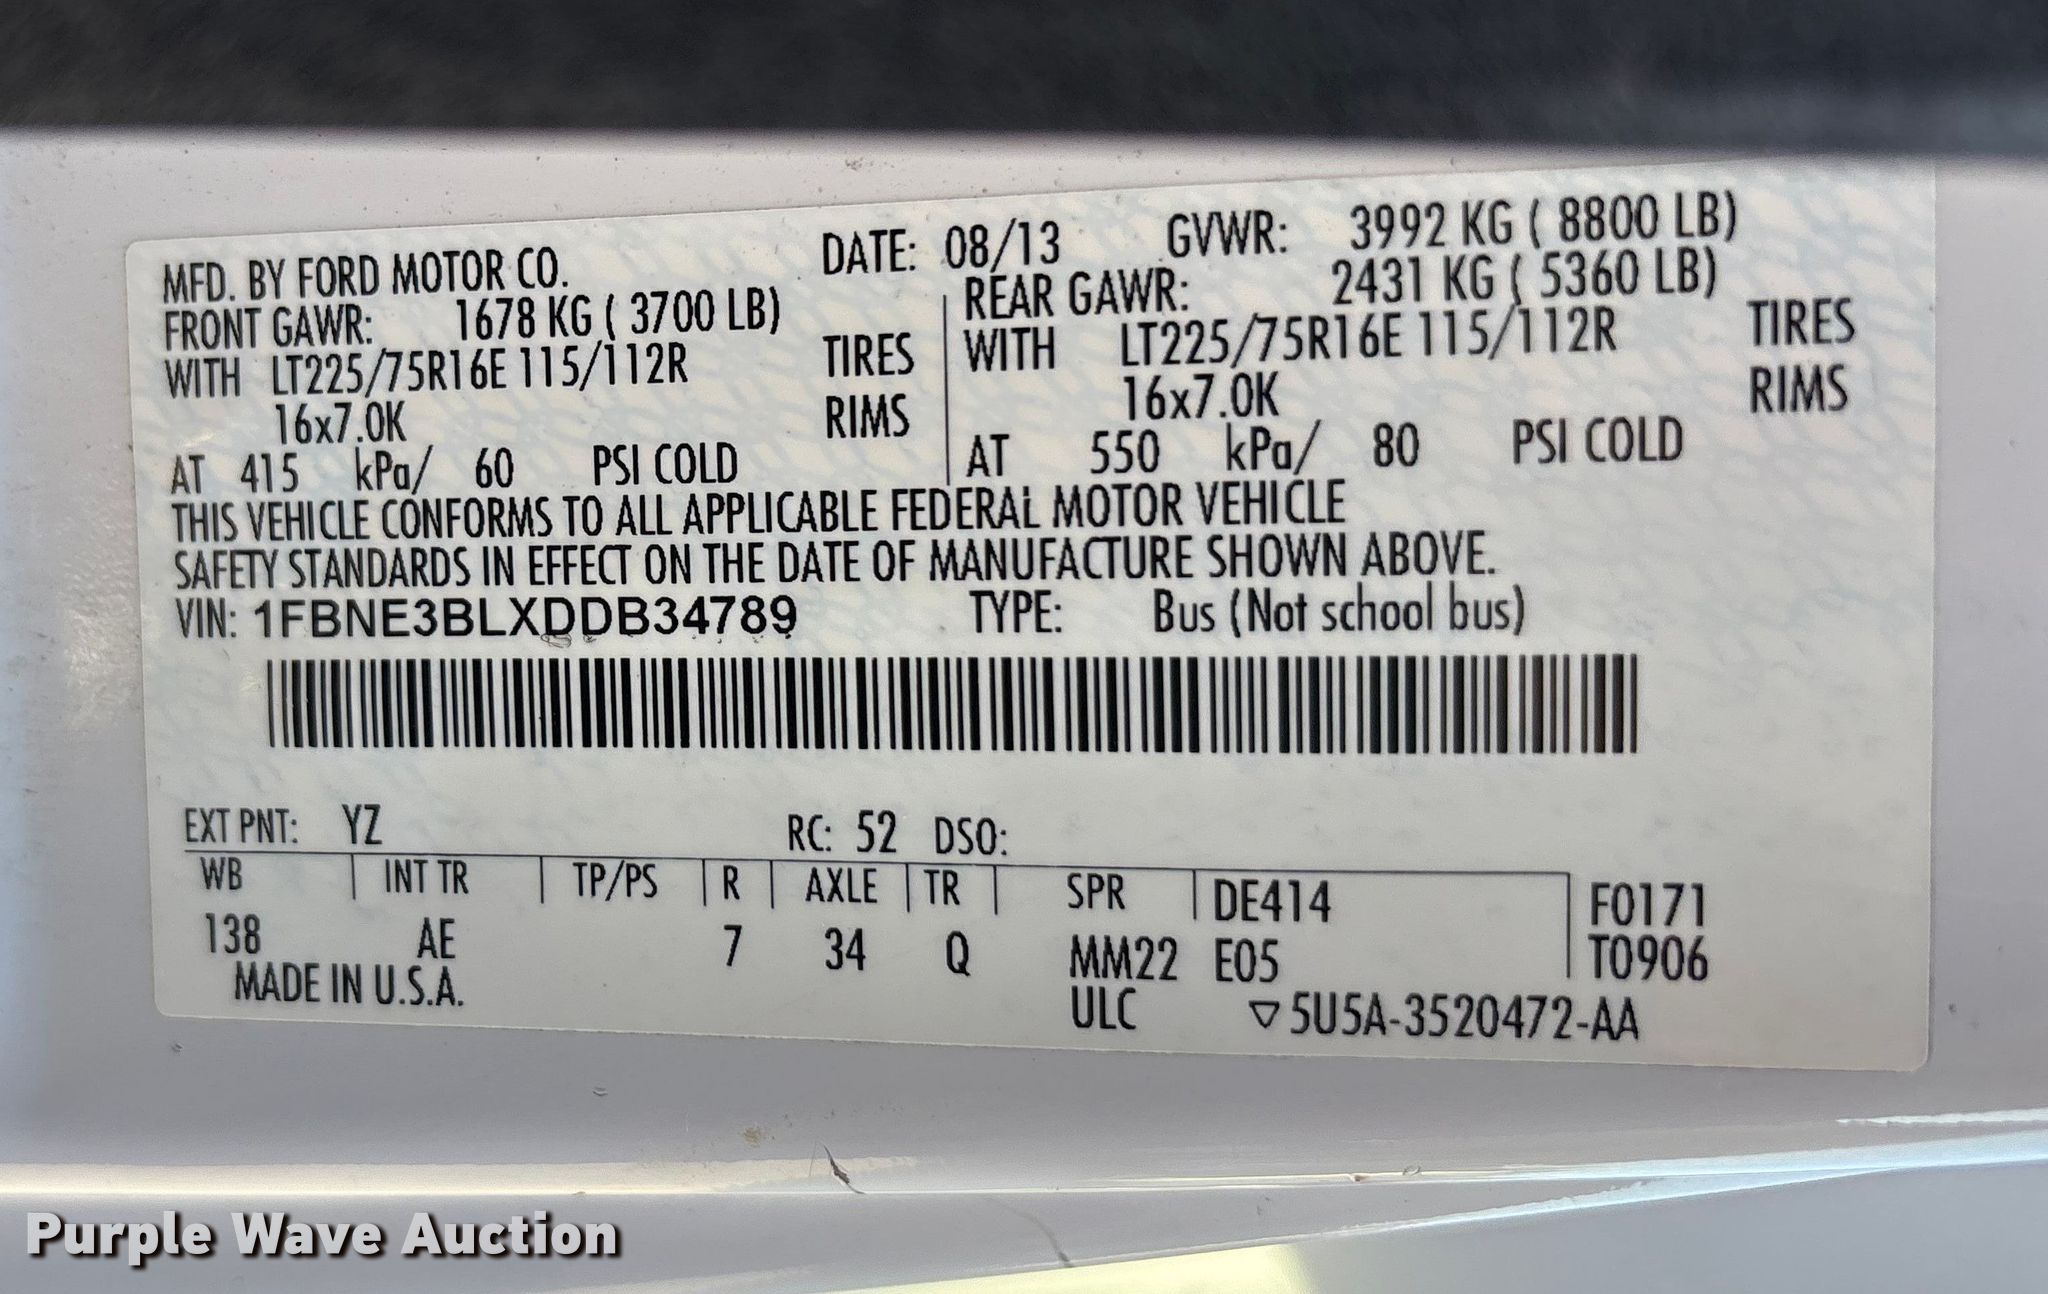 MFD. BY FORD MOTOR CO. DATE: 08/13 GVWR: 3992 KG ( 8800 LB)
FRONT GAWR: 1678 KG ( 3700 LB) REAR GAWR: 2431 KG ( 5360 LB)
WITH LT225/75R16E 115/112R TIRES WITH LT225/75R16E 115/112R TIRES
16x7.0K RIMS 16x7.0K RIMS
AT 415 kPa/ 60 PSI COLD AT 550 kPa/ 80 PSI COLD
THIS VEHICLE CONFORMS TO ALL APPLICABLE FEDERAL MOTOR VEHICLE
SAFETY STANDARDS IN EFFECT ON THE DATE OF MANUFACTURE SHOWN ABOVE.
VIN: 1FBNE3BLXDDB34789 TYPE: Bus (Not school bus)
EXT PNT: YZ RC: 52 DSO:
WB INT TR TP/PS R AXLE TR SPR DE414 F0171
138 AE 7 34 Q MM22 E05 T0906
MADE IN U.S.A. ULC ▽5U5A-3520472-AA
Purple Wave Auction